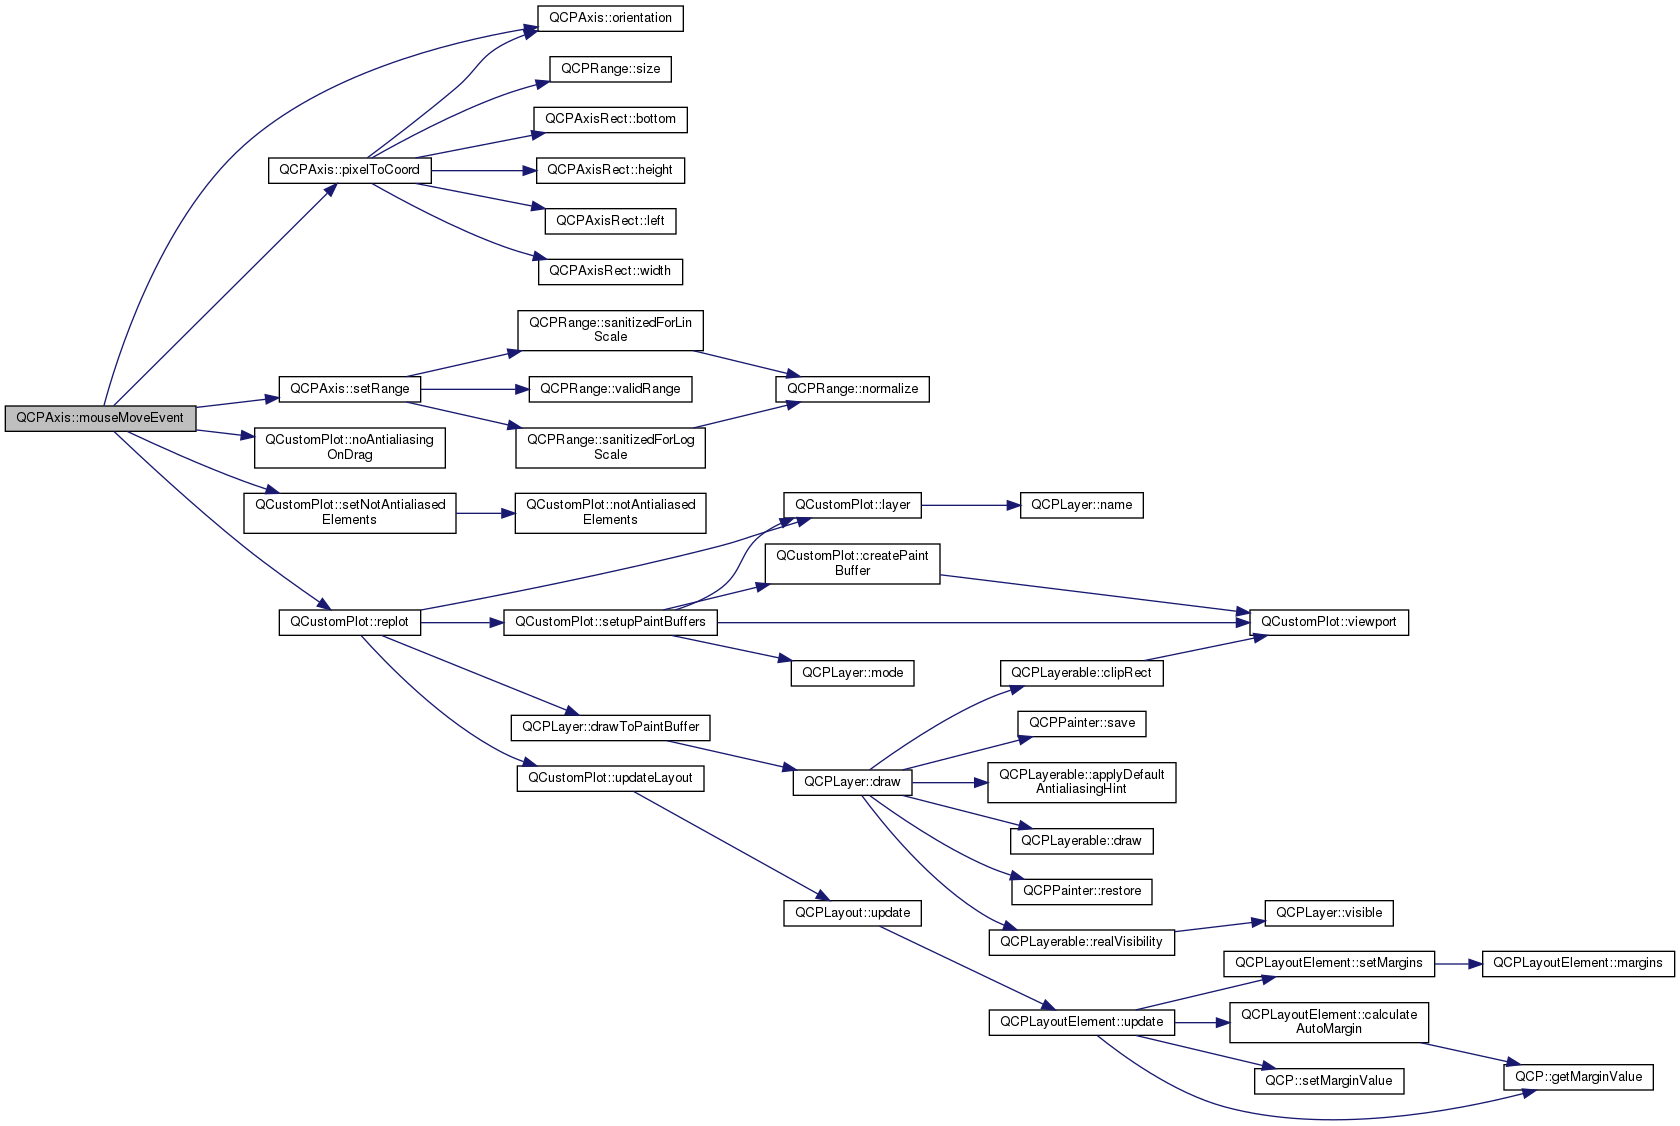 QCPAxis::orientation
QCPRange::size
QCPAxisRect::bottom
QCPAxis::pixelToCoord
QCPAxisRect::height
QCPAxisRect::left
QCPAxisRect::width
QCPRange::sanitizedForLin
Scale
QCPAxis::setRange
QCPRange::validRange
QCPRange::normalize
QCPAxis::mouseMoveEvent
QCustomPlot::noAntialiasing
OnDrag
QCPRange::sanitizedForLog
Scale
QCustomPlot::setNotAntialiased
Elements
QCustomPlot::notAntialiased
Elements
QCustomPlot::layer
QCPLayer::name
QCustomPlot::createPaint
Buffer
QCustomPlot::replot
QCustomPlot::setupPaintBuffers
QCustomPlot::viewport
QCPLayer::mode
QCPLayerable::clipRect
QCPLayer::drawToPaintBuffer
QCPPainter::save
QCustomPlot::updateLayout
QCPLayer::draw
QCPLayerable::applyDefault
AntialiasingHint
QCPLayerable::draw
QCPPainter::restore
QCPLayout::update
QCPLayer::visible
QCPLayerable::realVisibility
QCPLayoutElement::setMargins
QCPLayoutElement::margins
QCPLayoutElement::update
QCPLayoutElement::calculate
AutoMargin
QCP::setMarginValue
QCP::getMarginValue